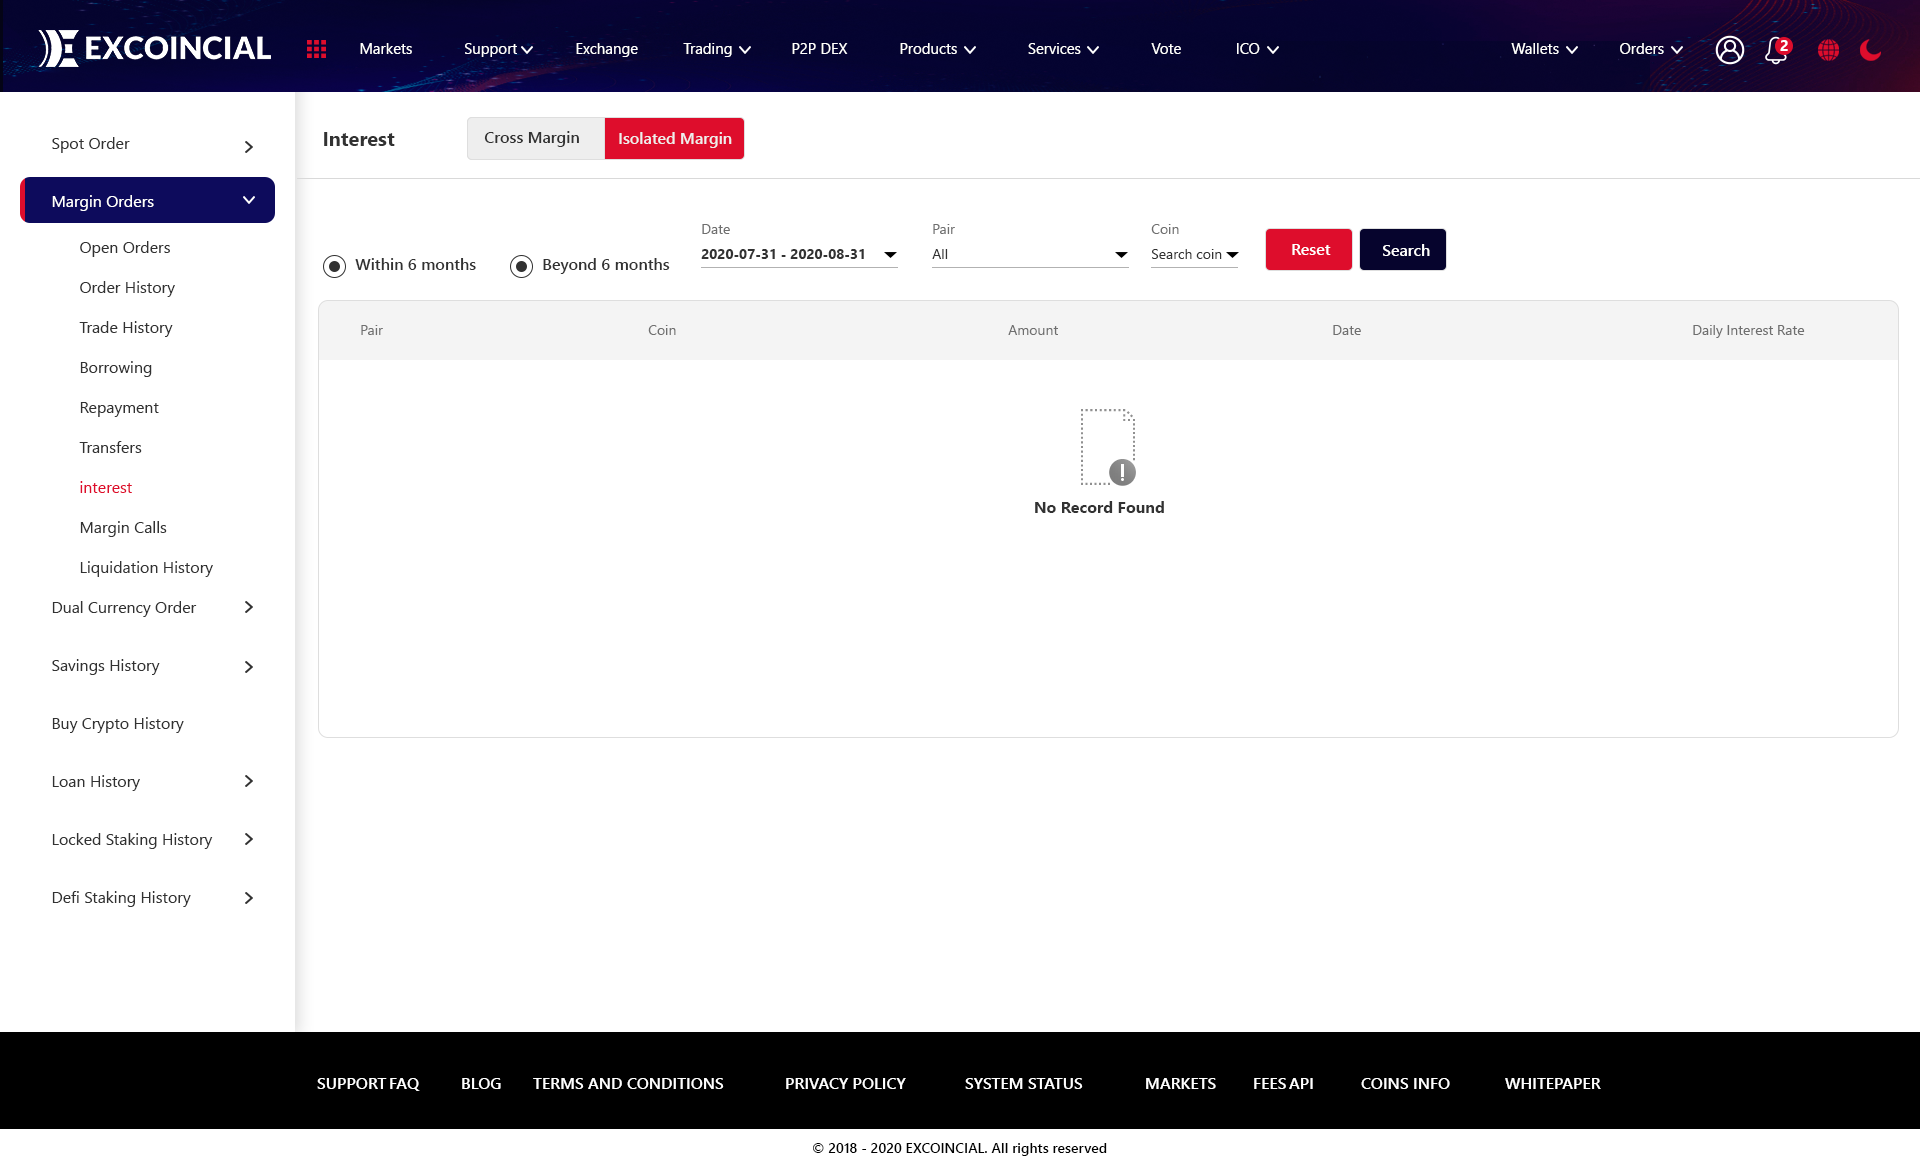 EXCOINCIAL
Markets
Support
Exchange
Trading
P2P DEX
Products
Services
Vote
ICO
Wallets
Orders
2
Spot Order
Margin Orders
Open Orders
Order History
Trade History
Borrowing
Repayment
Transfers
interest
Margin Calls
Liquidation History
Dual Currency Order
Savings History
Buy Crypto History
Loan History
Locked Staking History
Defi Staking History
Interest
Cross Margin
Isolated Margin
Within 6 months
Beyond 6 months
Date
2020-07-31 - 2020-08-31
Pair
All
Coin
Search coin
Reset
Search
Pair
Coin
Amount
Date
Daily Interest Rate
No Record Found
SUPPORT FAQ
BLOG
TERMS AND CONDITIONS
PRIVACY POLICY
SYSTEM STATUS
MARKETS
FEES API
COINS INFO
WHITEPAPER
© 2018 - 2020 EXCOINCIAL. All rights reserved